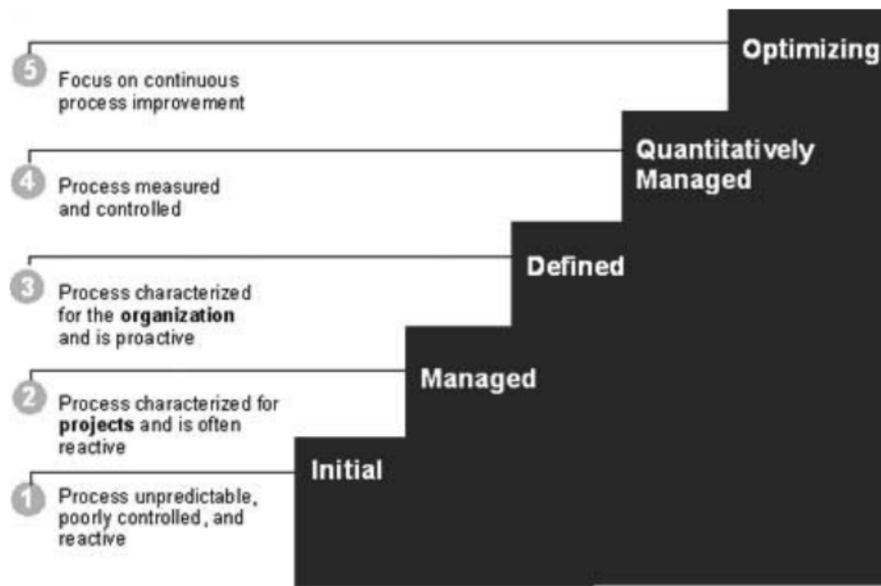 5
Optimizing
Focus on continuous
process improvement
4
Quantitatively
Managed
Process measured
and controlled
3
Defined
Process characterized
for the organization
and is proactive
2
Managed
Process characterized for
projects and is often
reactive
1
Initial
Process unpredictable,
poorly controlled, and
reactive